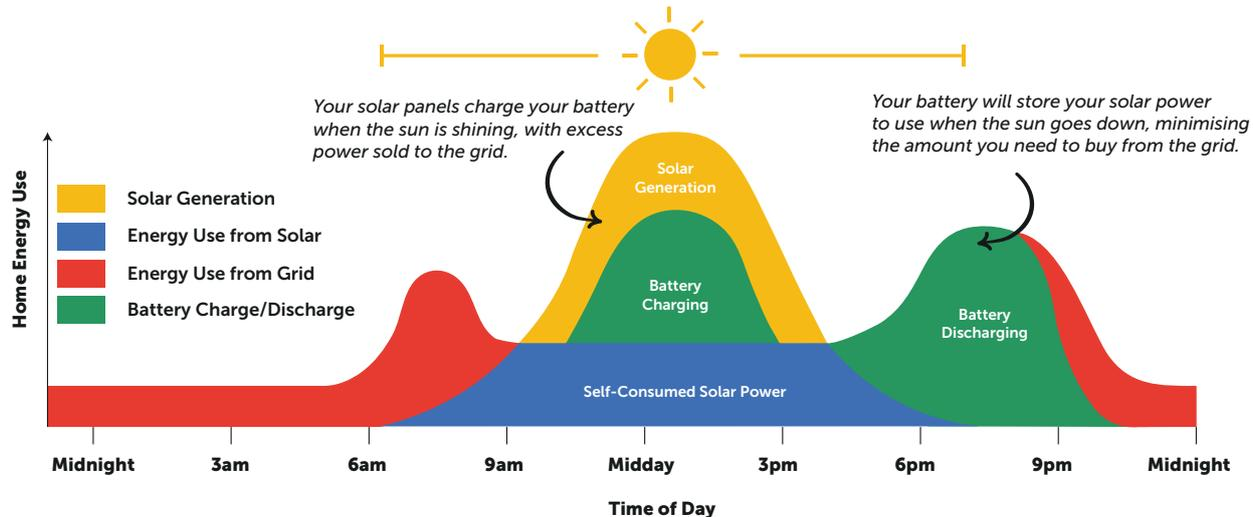 Your solar panels charge your battery
when the sun is shining, with excess
power sold to the grid.
Your battery will store your solar power
to use when the sun goes down, minimising
the amount you need to buy from the grid.
Home Energy Use
Solar Generation
Energy Use from Solar
Energy Use from Grid
Battery Charge/Discharge
Solar
Generation
Battery
Charging
Battery
Discharging
Self-Consumed Solar Power
Midnight 3am 6am 9am Midday 3pm 6pm 9pm Midnight
Time of Day